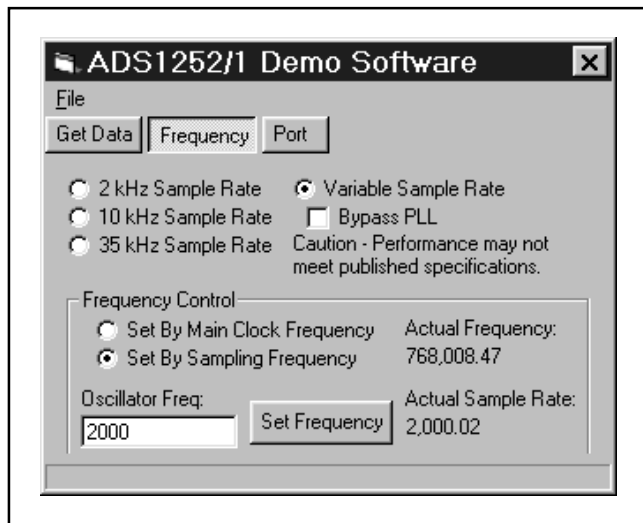 ADS1252/1 Demo Software
File
Get Data Frequency Port
2 kHz Sample Rate
10 kHz Sample Rate
35 kHz Sample Rate
Variable Sample Rate
Bypass PLL
Caution - Performance may not
meet published specifications.
Frequency Control
Set By Main Clock Frequency
Set By Sampling Frequency
Actual Frequency:
768,008.47
Oscillator Freq:
2000
Set Frequency
Actual Sample Rate:
2,000.02